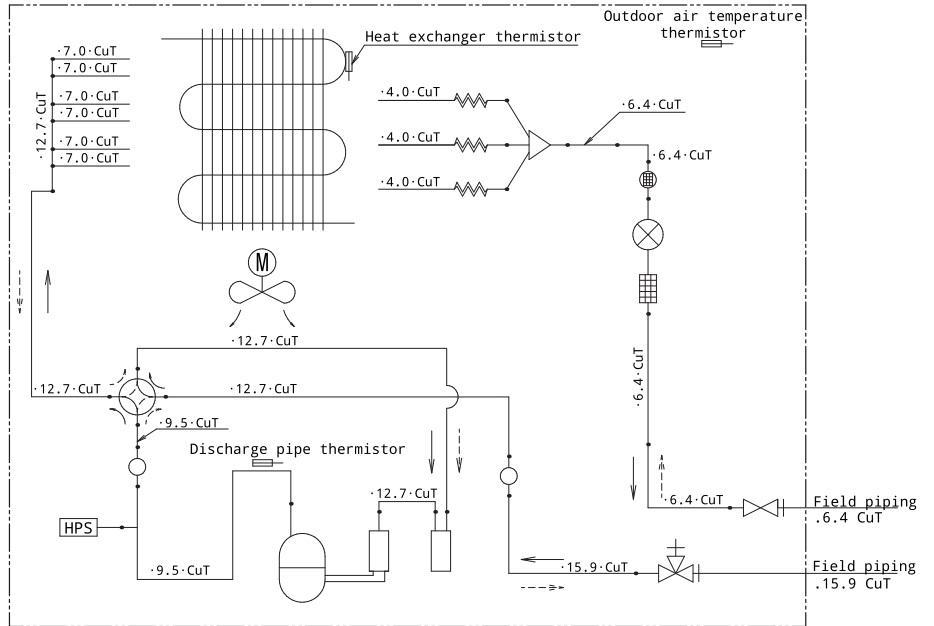 Outdoor air temperature
thermistor
Heat exchanger thermistor
·7.0·CuT
·7.0·CuT
·7.0·CuT
·7.0·CuT
·7.0·CuT
·7.0·CuT
·12.7·CuT
·4.0·CuT
·4.0·CuT
·4.0·CuT
·6.4·CuT
·6.4·CuT
M
·12.7·CuT
·12.7·CuT
·12.7·CuT
·6.4·CuT
·9.5·CuT
Discharge pipe thermistor
·12.7·CuT
·6.4·CuT
Field piping
.6.4 CuT
HPS
·9.5·CuT
·15.9·CuT
Field piping
.15.9 CuT